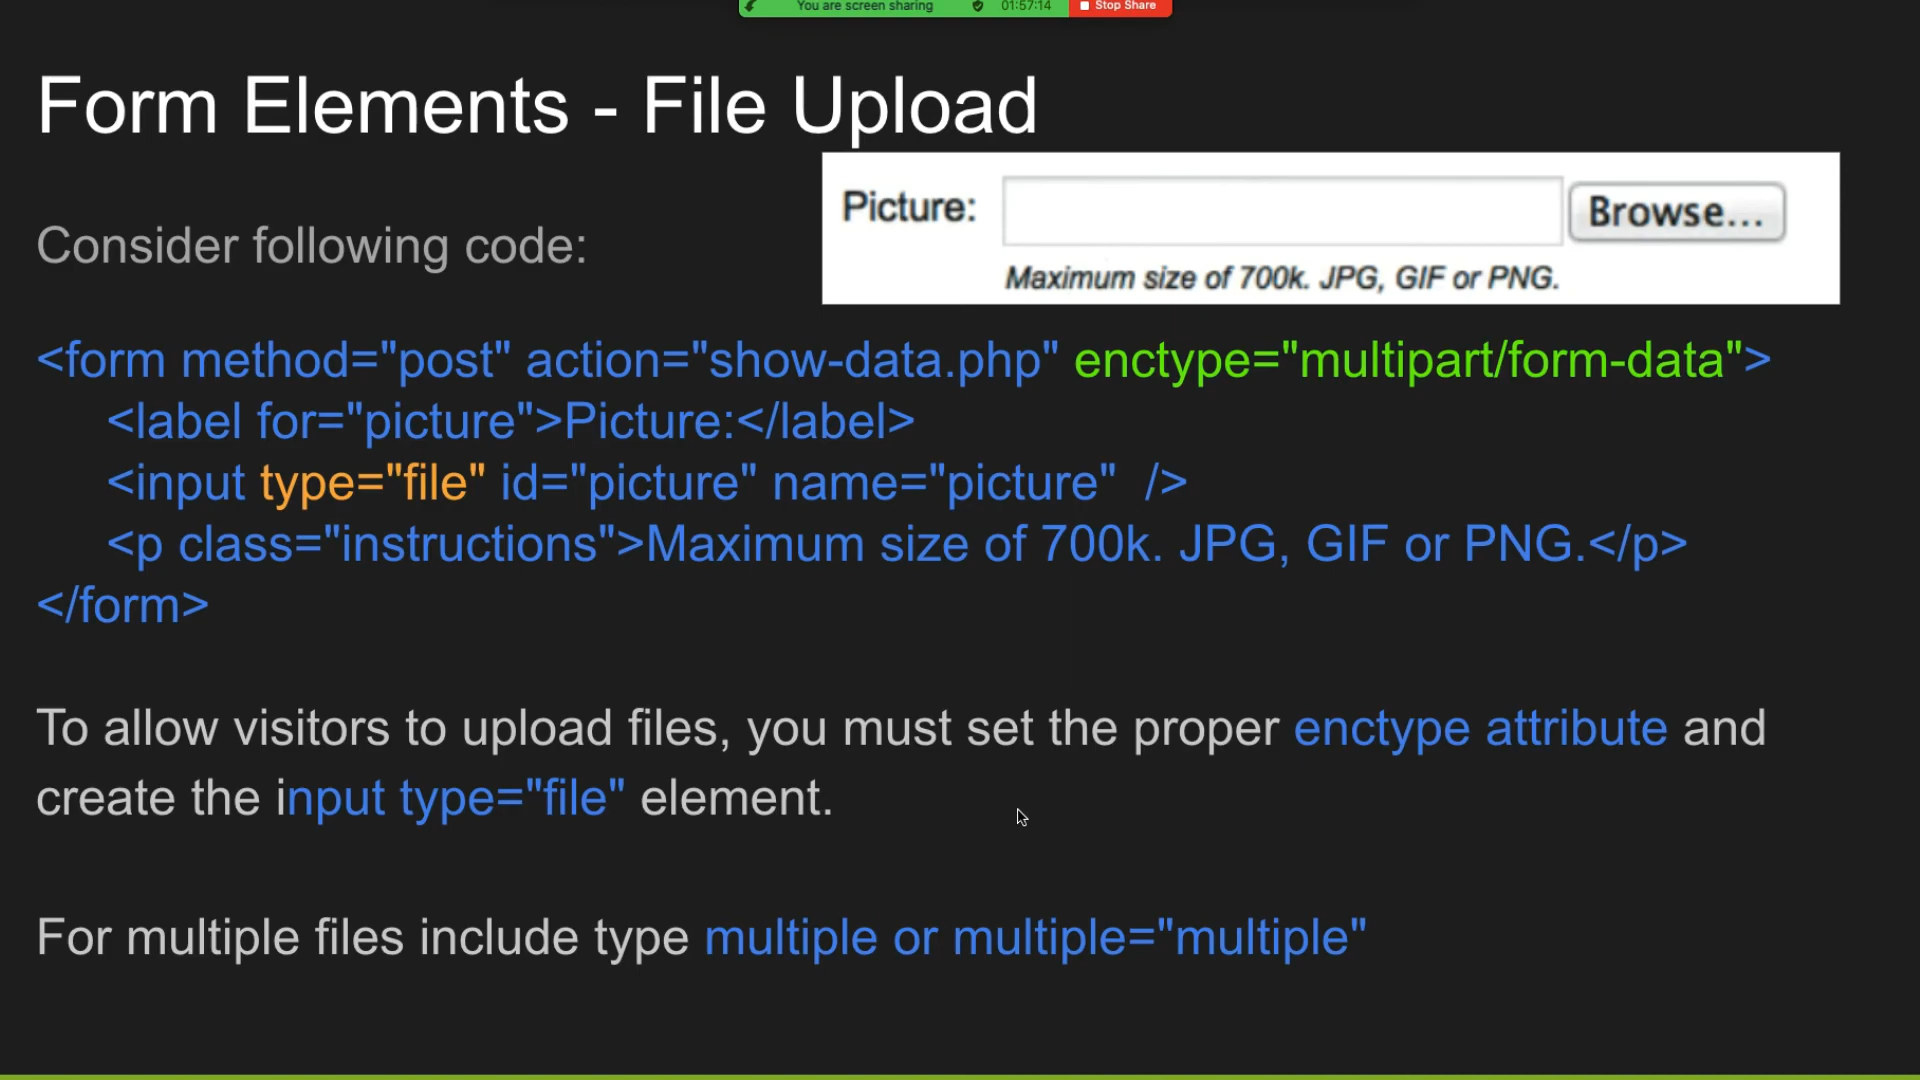 You are screen sharing 01:57:14 Stop Share
Form Elements - File Upload
Picture: Browse...
Maximum size of 700k. JPG, GIF or PNG.
Consider following code:
<form method="post" action="show-data.php" enctype="multipart/form-data">
<label for="picture">Picture:</label>
<input type="file" id="picture" name="picture" />
<p class="instructions">Maximum size of 700k. JPG, GIF or PNG.</p>
</form>
To allow visitors to upload files, you must set the proper enctype attribute and
create the input type="file" element.
For multiple files include type multiple or multiple="multiple"